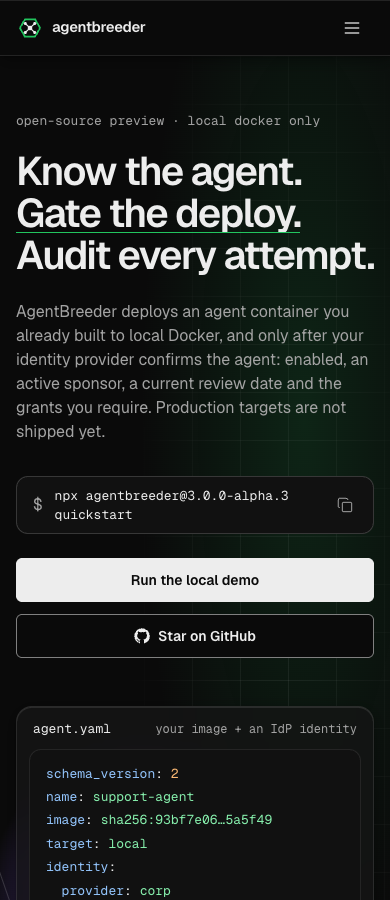 agentbreeder
open-source preview · local docker only
Know the agent.
Gate the deploy.
Audit every attempt.
AgentBreeder deploys an agent container you
already built to local Docker, and only after your
identity provider confirms the agent: enabled, an
active sponsor, a current review date and the
grants you require. Production targets are not
shipped yet.
$ npx agentbreeder@3.0.0-alpha.3
quickstart
Run the local demo
Star on GitHub
agent.yaml your image + an IdP identity
schema_version: 2
name: support-agent
image: sha256:93bf7e06…5a5f49
target: local
identity:
provider: corp